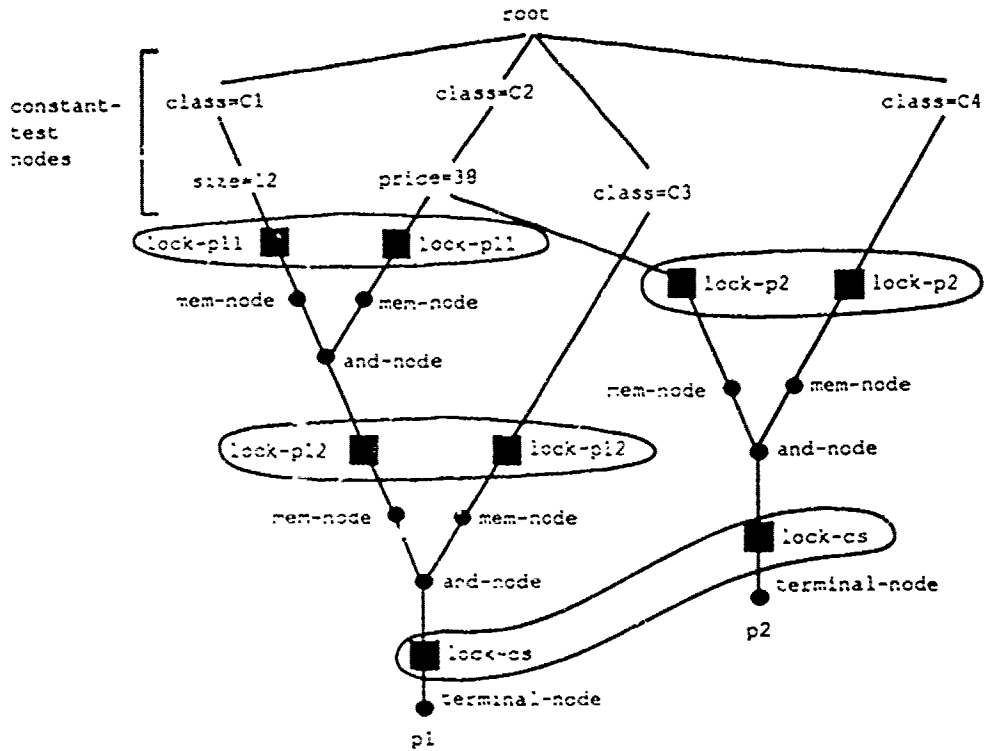 root
constant-
test
nodes
class=C1
class=C2
class=C4
size=12
price=38
class=C3
lock-p11
lock-p11
lock-p2
lock-p2
mem-node
mem-node
and-node
mem-node
mem-node
lock-p12
lock-p12
and-node
mem-node
mem-node
lock-cs
and-node
terminal-node
p2
lock-cs
terminal-node
p1